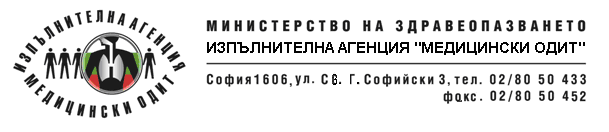 ИЗПЪЛНИТЕЛНА АГЕНЦИЯ
МЕДИЦИНСКИ ОДИТ
МИНИСТЕРСТВО НА ЗДРАВЕОПАЗВАНЕТО
ИЗПЪЛНИТЕЛНА АГЕНЦИЯ "МЕДИЦИНСКИ ОДИТ"
София1606,ул. Св. Г. Софийски 3, тел. 02/80 50 433
факс. 02/80 50 452